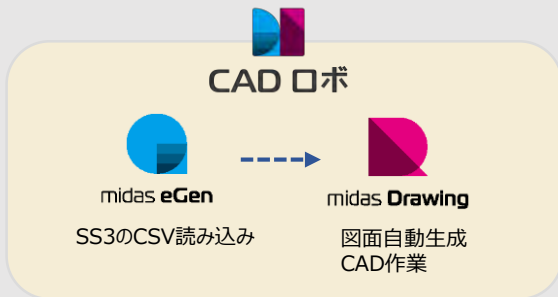 CAD ロボ
midas eGen
midas Drawing
SS3のCSV読み込み
図面自動生成
CAD作業